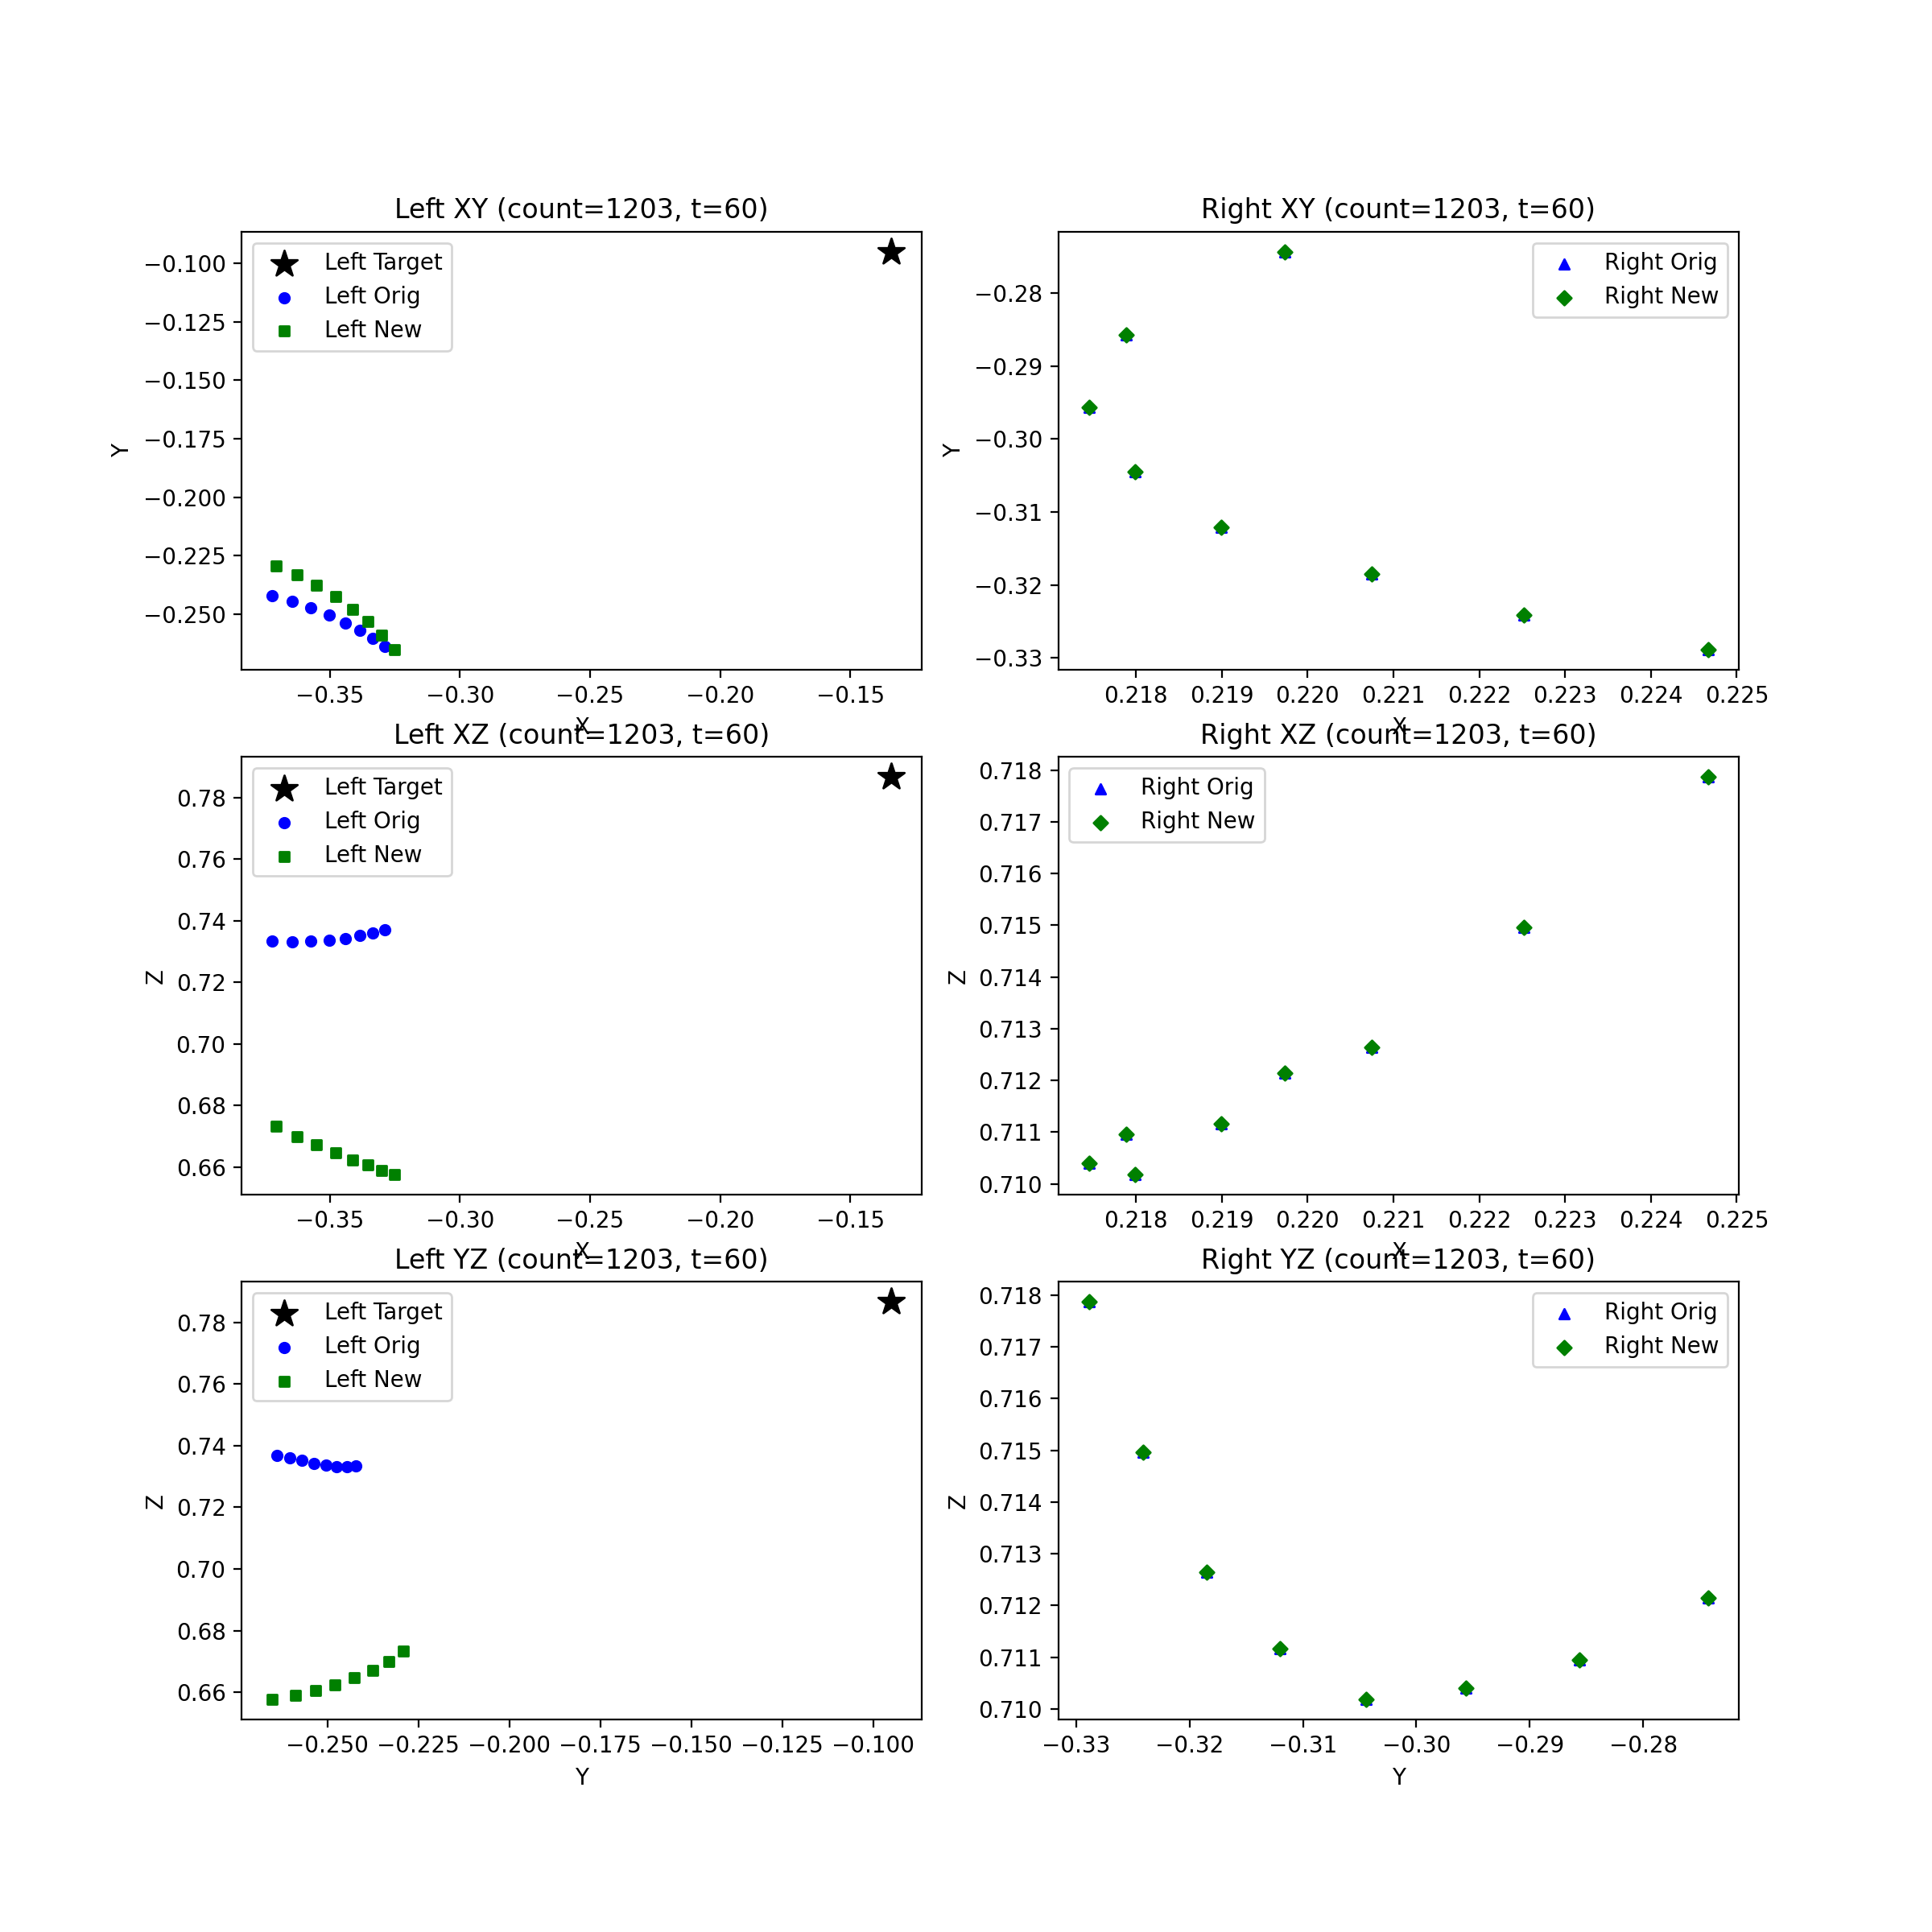 Left XY (count=1203, t=60)
Left Target
Left Orig
Left New
−0.100
−0.125
−0.150
−0.175
−0.200
−0.225
−0.250
Y
−0.35
−0.30
−0.25
−0.20
−0.15
X
Right XY (count=1203, t=60)
Right Orig
Right New
−0.28
−0.29
−0.30
−0.31
−0.32
−0.33
Y
0.218
0.219
0.220
0.221
0.222
0.223
0.224
0.225
X
Left XZ (count=1203, t=60)
Left Target
Left Orig
Left New
0.78
0.76
0.74
0.72
0.70
0.68
0.66
Z
−0.35
−0.30
−0.25
−0.20
−0.15
X
Right XZ (count=1203, t=60)
Right Orig
Right New
0.718
0.717
0.716
0.715
0.714
0.713
0.712
0.711
0.710
Z
0.218
0.219
0.220
0.221
0.222
0.223
0.224
0.225
X
Left YZ (count=1203, t=60)
Left Target
Left Orig
Left New
0.78
0.76
0.74
0.72
0.70
0.68
0.66
Z
−0.250
−0.225
−0.200
−0.175
−0.150
−0.125
−0.100
Y
Right YZ (count=1203, t=60)
Right Orig
Right New
0.718
0.717
0.716
0.715
0.714
0.713
0.712
0.711
0.710
Z
−0.33
−0.32
−0.31
−0.30
−0.29
−0.28
Y